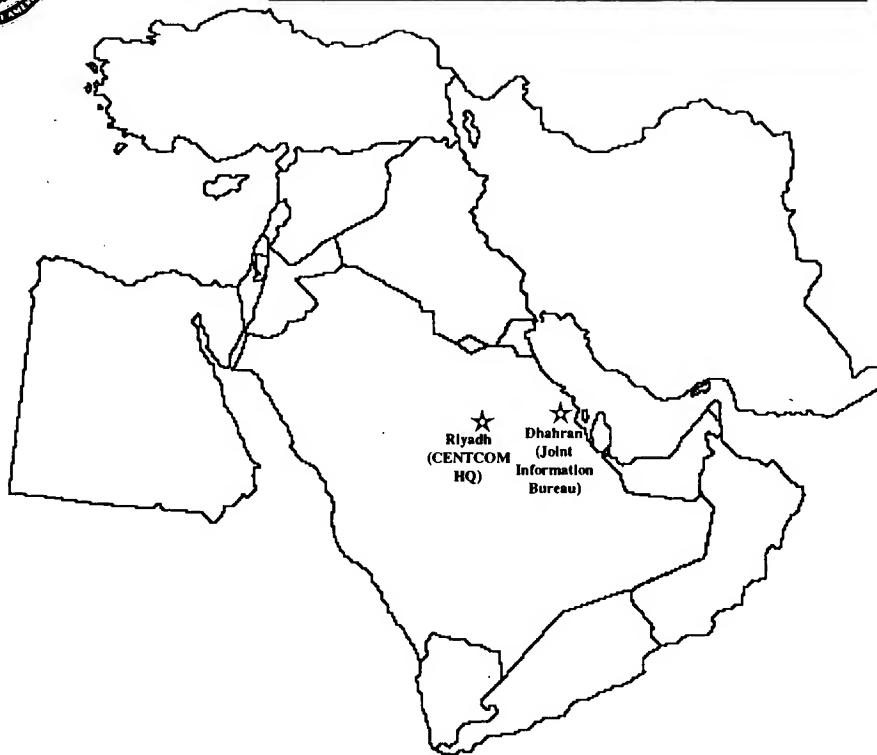 Riyadh
(CENTCOM
HQ)
Dhahran
(Joint
Information
Bureau)